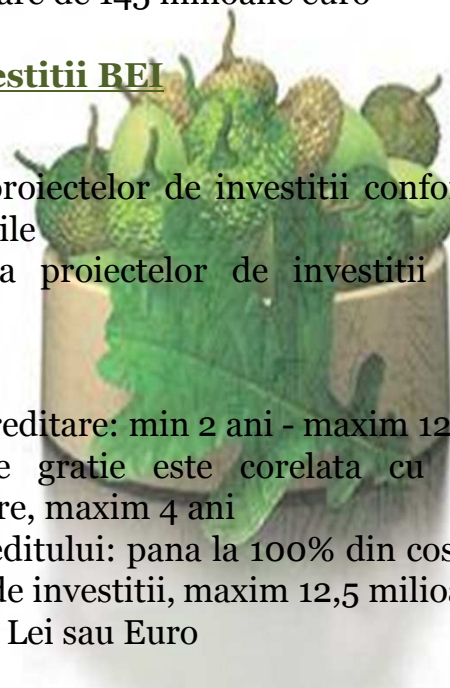 are de 145 milioane euro
estitii BEI
proiectelor de investitii confo
ile
a proiectelor de investitii
reditare: min 2 ani - maxim 12
e gratie este corelata cu
re, maxim 4 ani
editului: pana la 100% din cos
de investitii, maxim 12,5 milioa
Lei sau Euro